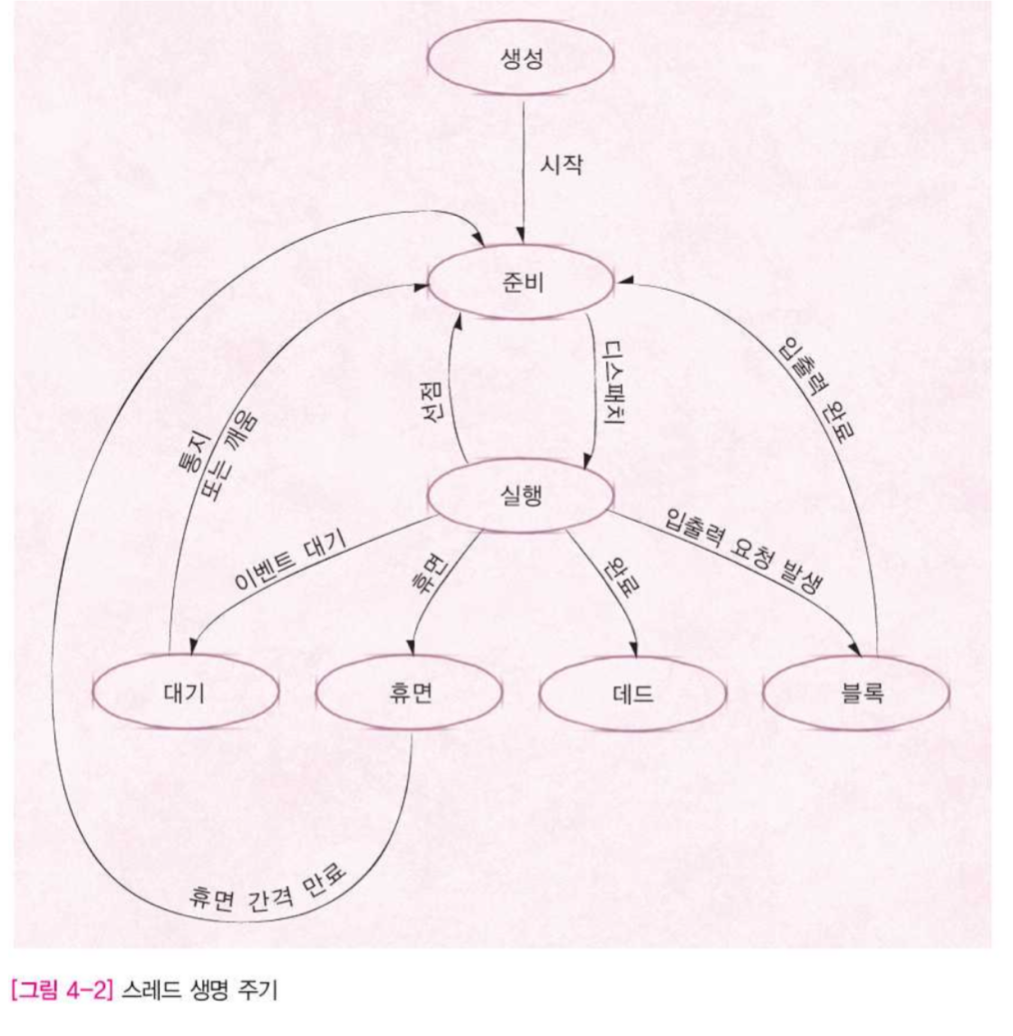 생성
시작
준비
선점
디스패치
입출력 완료
통지
또는 깨움
실행
이벤트 대기
휴면
완료
입출력 요청 발생
대기
휴면
데드
블록
휴면 간격 만료
[그림 4-2] 스레드 생명 주기